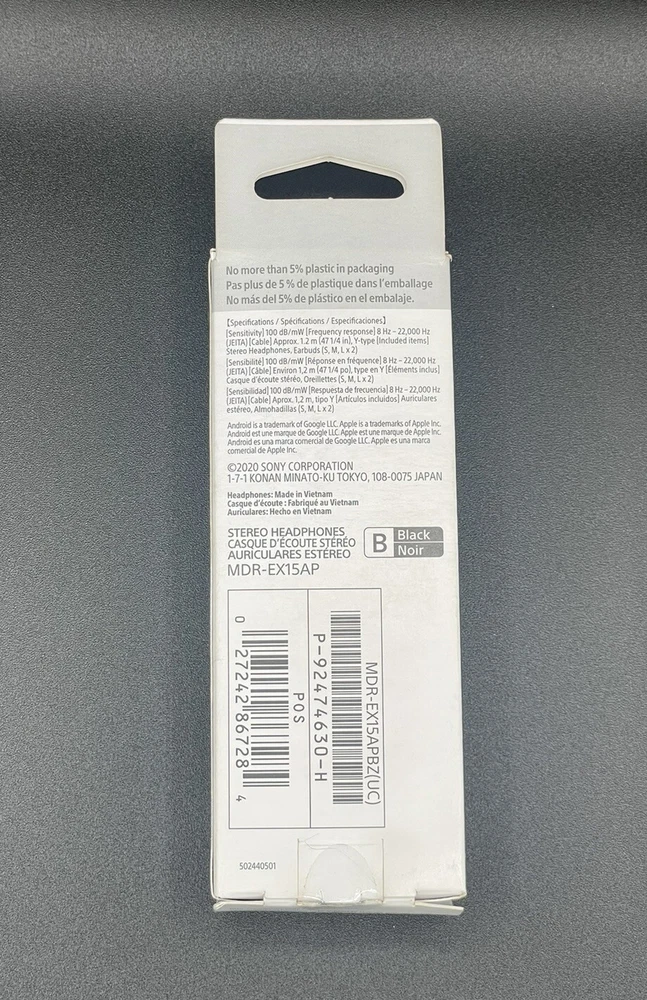 No more than 5% plastic in packaging
Pas plus de 5 % de plastique dans l'emballage
No más del 5% de plástico en el embalaje.
【Specifications / Spécifications / Especificaciones】
[Sensitivity] 100 dB/mW [Frequency response] 8 Hz – 22,000 Hz
(JEITA) [Cable] Approx. 1.2 m (47 1/4 in), Y-type [Included items]
Stereo Headphones, Earbuds (S, M, L x 2)
[Sensibilité] 100 dB/mW [Réponse en fréquence] 8 Hz – 22,000 Hz
(JEITA) [Câble] Environ 1,2 m (47 1/4 po), type en Y [Éléments inclus]
Casque d'écoute stéréo, Oreillettes (S, M, L x 2)
[Sensibilidad] 100 dB/mW [Respuesta de frecuencia] 8 Hz – 22,000 Hz
(JEITA) [Cable] Aprox. 1,2 m, tipo Y [Artículos incluidos] Auriculares
estéreo, Almohadillas (S, M, L x 2)
Android is a trademark of Google LLC. Apple is a trademarks of Apple Inc.
Android est une marque de Google LLC. Apple est une marque de Apple Inc.
Android es una marca comercial de Google LLC. Apple es una marca
comercial de Apple Inc.
©2020 SONY CORPORATION
1-7-1 KONAN MINATO-KU TOKYO, 108-0075 JAPAN
Headphones: Made in Vietnam
Casque d'écoute : Fabriqué au Vietnam
Auriculares: Hecho en Vietnam
STEREO HEADPHONES
CASQUE D'ÉCOUTE STÉRÉO
AURICULARES ESTÉREO
MDR-EX15AP
B Black
Noir
MDR-EX15APBZ(UC)
P-92474630-H
POS
0 27242 86728 4
502440501